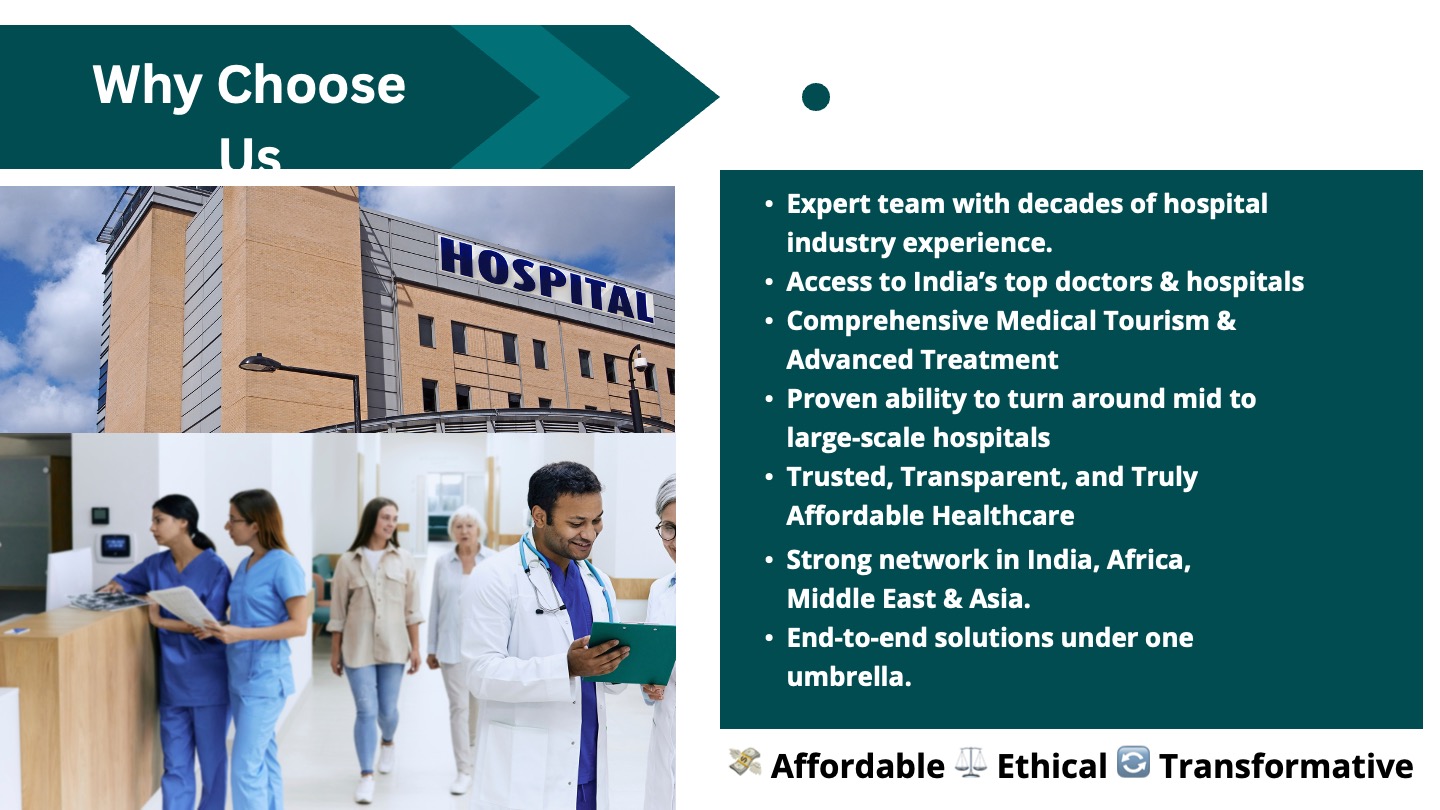 Why Choose
Us
HOSPITAL
• Expert team with decades of hospital
industry experience.
• Access to India’s top doctors & hospitals
• Comprehensive Medical Tourism &
Advanced Treatment
• Proven ability to turn around mid to
large-scale hospitals
• Trusted, Transparent, and Truly
Affordable Healthcare
• Strong network in India, Africa,
Middle East & Asia.
• End-to-end solutions under one
umbrella.
💸 Affordable ⚖️ Ethical 🔄 Transformative